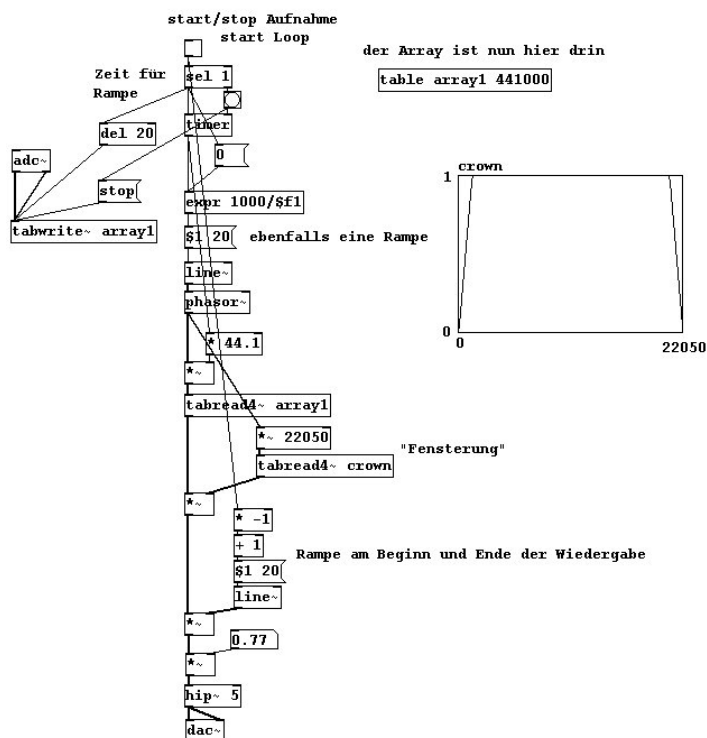 start/stop Aufnahme
start Loop
der Array ist nun hier drin
Zeit für
Rampe
sel 1
table array1 441000
timer
del 20
adc~
0
crown
1
stop
expr 1000/$f1
tabwrite~ array1
$1 20
ebenfalls eine Rampe
line~
phasor~
0
0
22050
* 44.1
*~
tabread4~ array1
*~ 22050
"Fensterung"
tabread4~ crown
*~
* -1
+ 1
Rampe am Beginn und Ende der Wiedergabe
$1 20
line~
*~
0.77
*~
hip~ 5
dac~